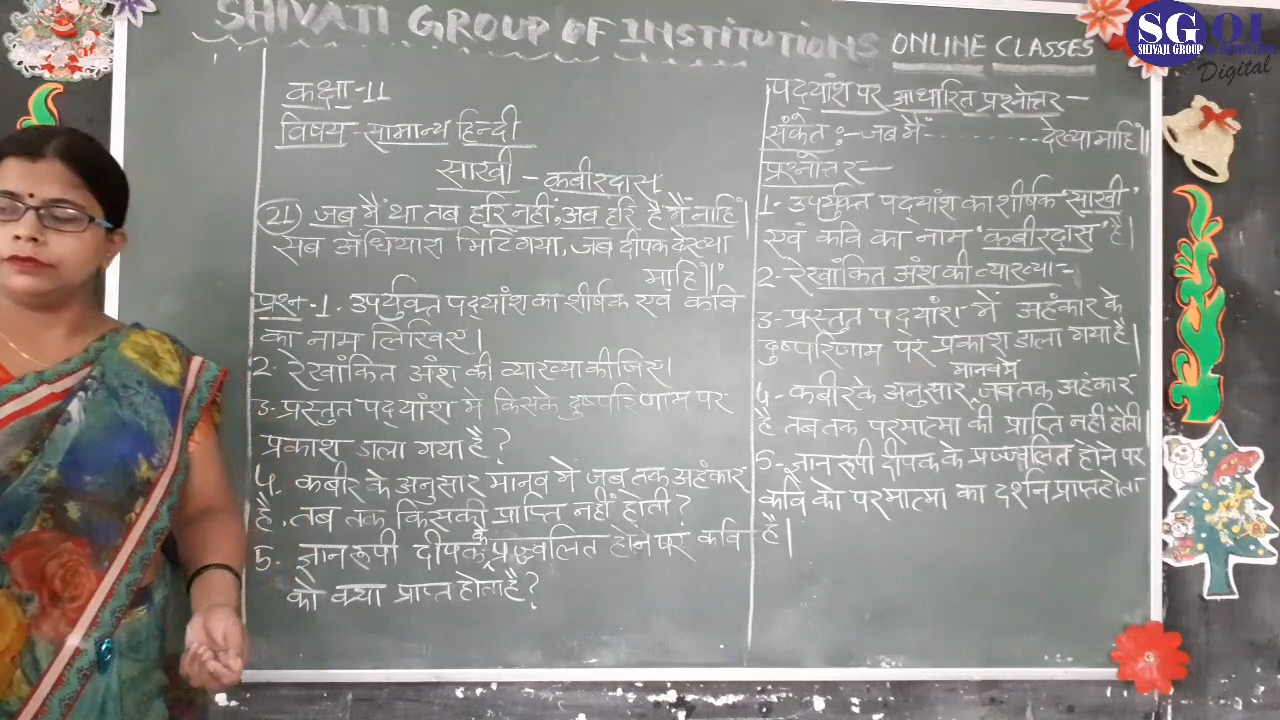 SHIVAJI GROUP OF INSTITUTIONS ONLINE CLASSES
SGOI
SHIVAJI GROUP
Digital
कक्षा-11
विषय-सामान्य हिन्दी
साखी - कबीरदास
(21) जब मैं था तब हरि नहीं, अब हरि है मैं नाहिं।
सब अँधियारा मिटि गया, जब दीपक देख्या
माहिं॥"
प्रश्न-1. उपर्युक्त पद्यांश का शीर्षक एवं कवि
का नाम लिखिए।
2. रेखांकित अंश की व्याख्या कीजिए।
3- प्रस्तुत पद्यांश में किसके दुष्परिणाम पर
प्रकाश डाला गया है?
4. कबीर के अनुसार मानव में जब तक अहंकार
है, तब तक किसकी प्राप्ति नहीं होती?
5. ज्ञान रूपी दीपक के प्रज्ज्वलित होने पर कवि
को क्या प्राप्त होता है?
पद्यांश पर आधारित प्रश्नोत्तर-
संकेत :- जब मैं ----------- देख्या माहिं॥
प्रश्नोत्तर-
1- उपर्युक्त पद्यांश का शीर्षक 'साखी'
एवं कवि का नाम 'कबीरदास' है।
2- रेखांकित अंश की व्याख्या-
3- प्रस्तुत पद्यांश में अहंकार के
दुष्परिणाम पर प्रकाश डाला गया है।
4- कबीर के अनुसार, मानव में जब तक अहंकार
है तब तक परमात्मा की प्राप्ति नहीं होती।
5- ज्ञान रूपी दीपक के प्रज्ज्वलित होने पर
कवि को परमात्मा का दर्शन प्राप्त होता
है।